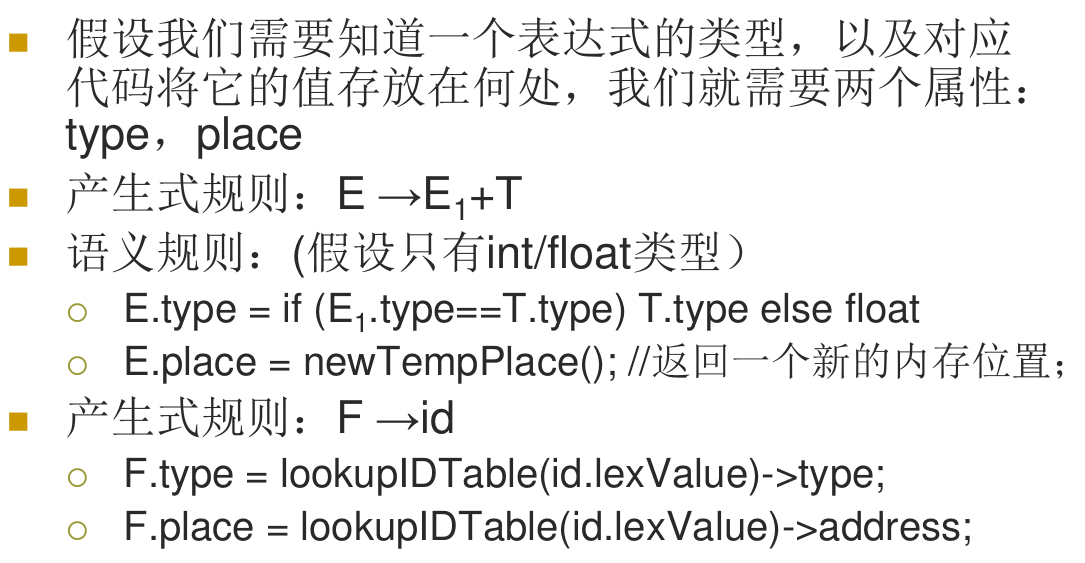 假设我们需要知道一个表达式的类型，以及对应
代码将它的值存放在何处，我们就需要两个属性：
type，place
产生式规则：E →E₁+T
语义规则：(假设只有int/float类型）
E.type = if (E₁.type==T.type) T.type else float
E.place = newTempPlace(); //返回一个新的内存位置；
产生式规则：F →id
F.type = lookupIDTable(id.lexValue)->type;
F.place = lookupIDTable(id.lexValue)->address;